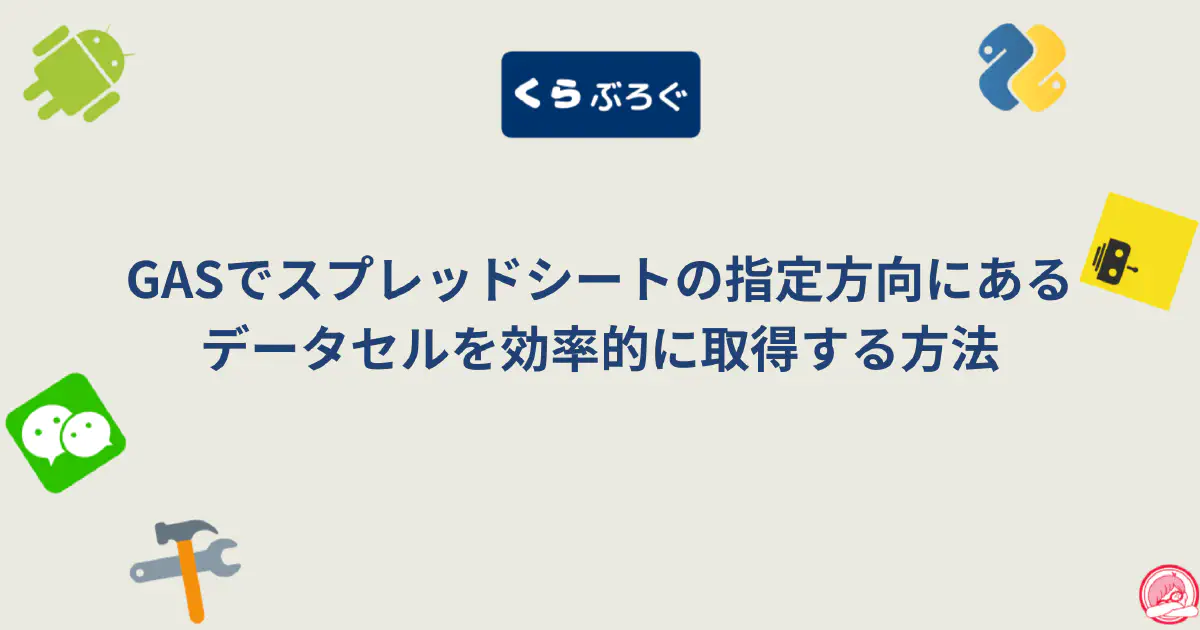 くらぶろぐ
GASでスプレッドシートの指定方向にある
データセルを効率的に取得する方法